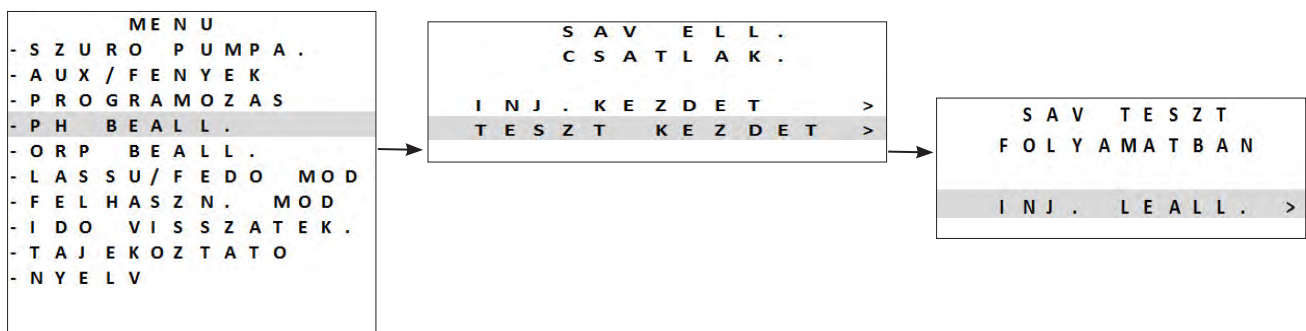 MENU
- SZURO PUMPA.
- AUX/FENYEK
- PROGRAMOZAS
- PH BEALL.
- ORP BEALL.
- LASSU/FEDO MOD
- FELHASZN. MOD
- IDO VISSZATEK.
- TAJEKOZTATO
- NYELV
SAV ELL.
CSATLAK.
INJ.KEZDET >
TESZT KEZDET >
SAV TESZT
FOLYAMATBAN
INJ. LEALL. >